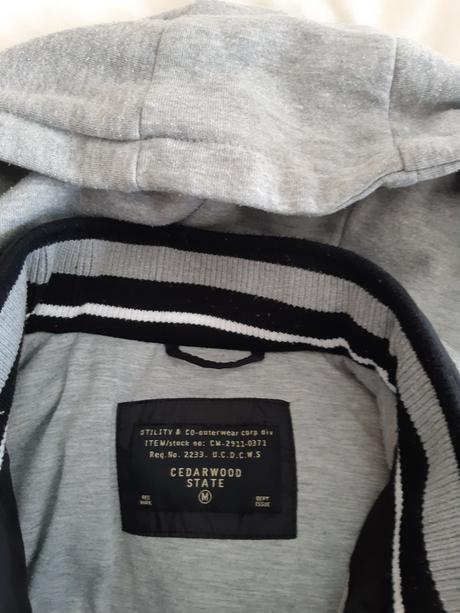 UTILITY & CO-outerwear corp div
ITEM/stock no: CW-2911-0371
Req.No. 2233. U.C.D.C.W.S
CEDARWOOD
STATE
M
REG DEPT
MARK ISSUE